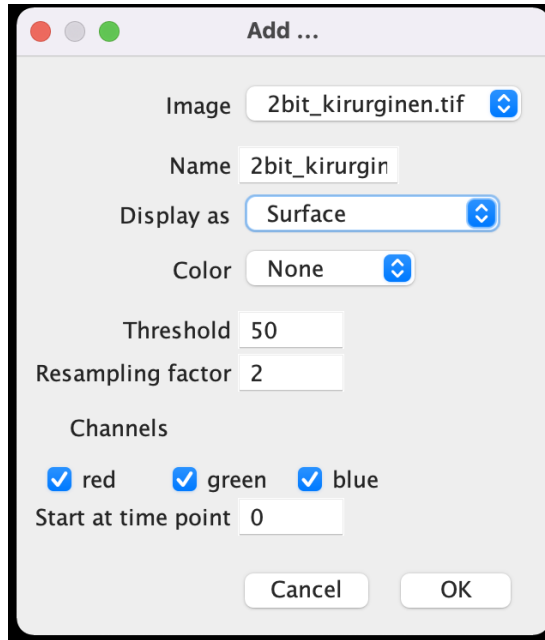 Add ...
Image 2bit_kirurginen.tif
Name 2bit_kirurgin
Display as Surface
Color None
Threshold 50
Resampling factor 2
Channels
red green blue
Start at time point 0
Cancel OK